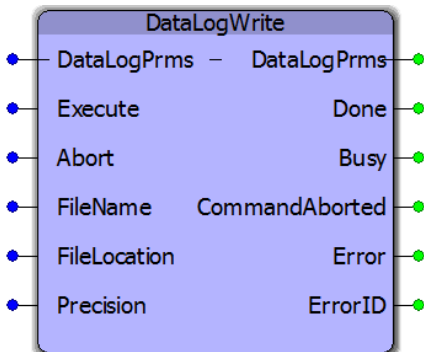 DataLogWrite
DataLogPrms – DataLogPrms
Execute Done
Abort Busy
FileName CommandAborted
FileLocation Error
Precision ErrorID